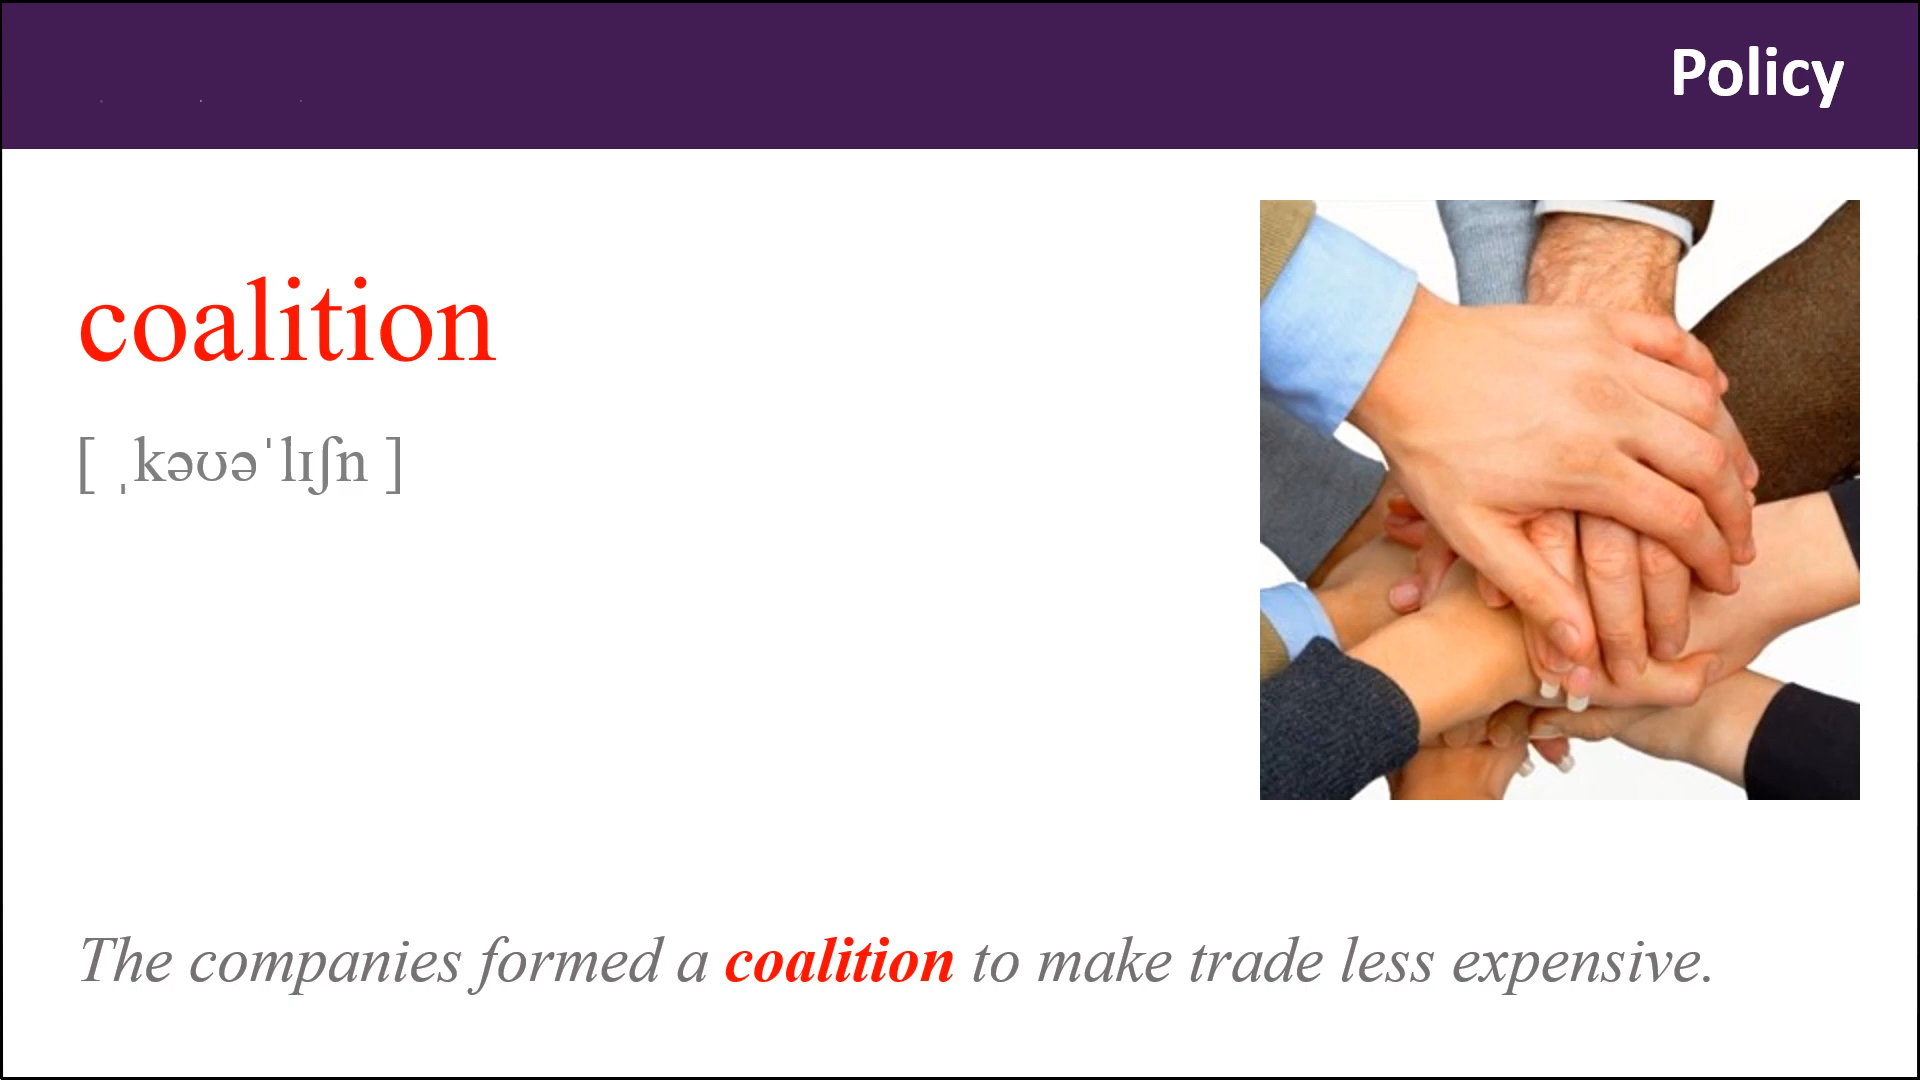 Policy
coalition
[ ˌkəʊəˈlɪʃn ]
The companies formed a coalition to make trade less expensive.